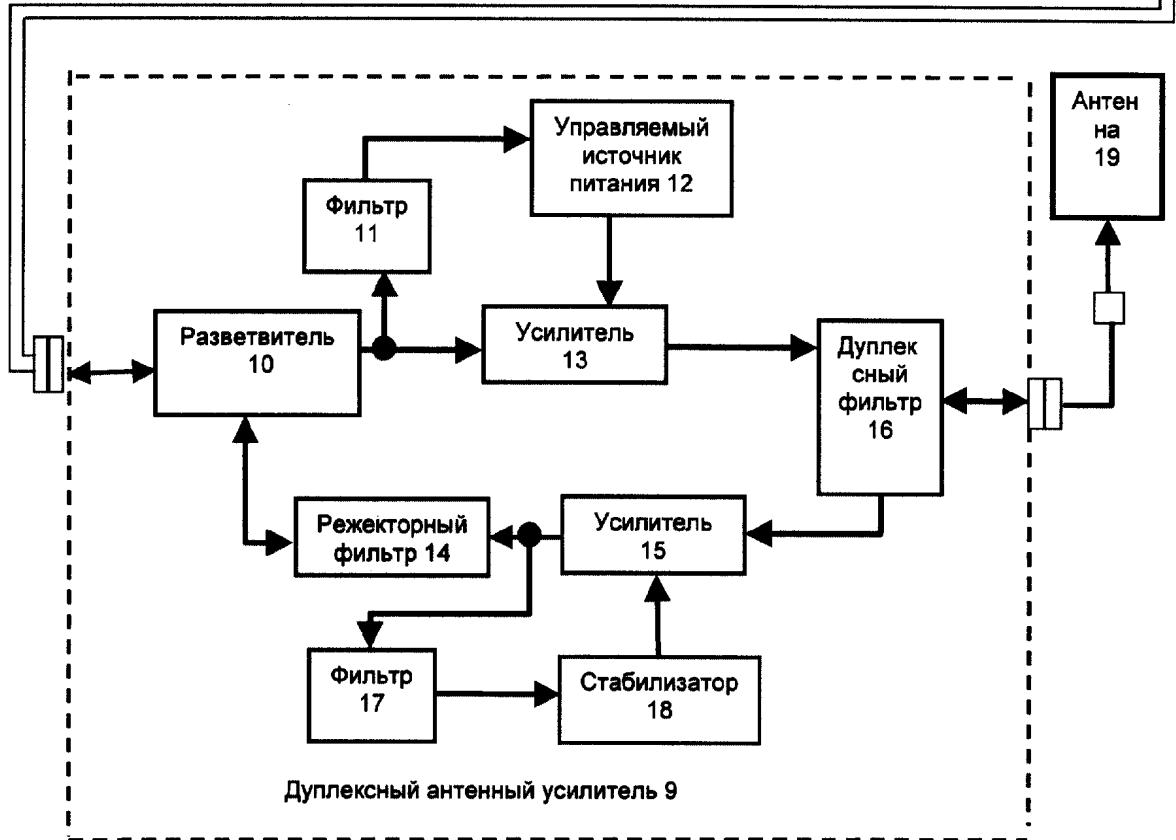 Антен
на
19
Управляемый
источник
питания 12
Фильтр
11
Разветвитель
10
Усилитель
13
Дуплек
сный
фильтр
16
Режекторный
фильтр 14
Усилитель
15
Фильтр
17
Стабилизатор
18
Дуплексный антенный усилитель 9